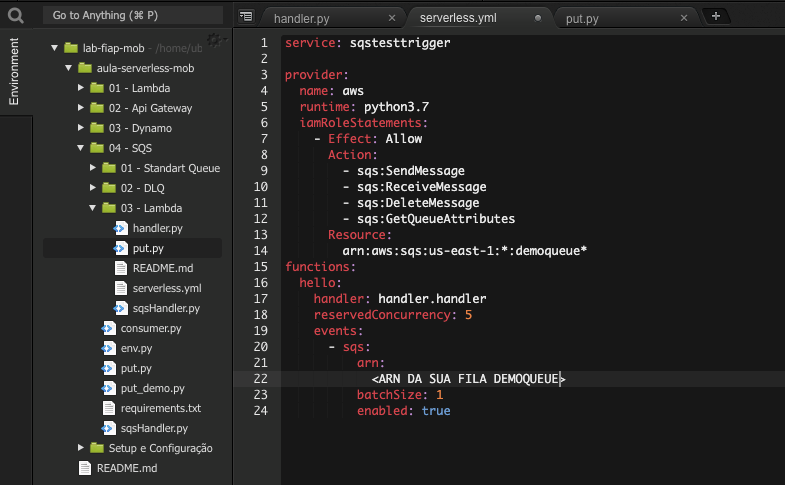 Go to Anything (⌘ P)
handler.py
serverless.yml
put.py
Environment
lab-fiap-mob - /home/ub
aula-serverless-mob
01 - Lambda
02 - Api Gateway
03 - Dynamo
04 - SQS
01 - Standart Queue
02 - DLQ
03 - Lambda
handler.py
put.py
README.md
serverless.yml
sqsHandler.py
consumer.py
env.py
put.py
put_demo.py
requirements.txt
sqsHandler.py
Setup e Configuração
README.md
1 service: sqstesttrigger
2
3 provider:
4   name: aws
5   runtime: python3.7
6   iamRoleStatements:
7     - Effect: Allow
8       Action:
9         - sqs:SendMessage
10         - sqs:ReceiveMessage
11         - sqs:DeleteMessage
12         - sqs:GetQueueAttributes
13       Resource:
14         arn:aws:sqs:us-east-1:*:demoqueue*
15 functions:
16   hello:
17     handler: handler.handler
18     reservedConcurrency: 5
19     events:
20       - sqs:
21           arn:
22             <ARN DA SUA FILA DEMOQUEUE>
23           batchSize: 1
24           enabled: true